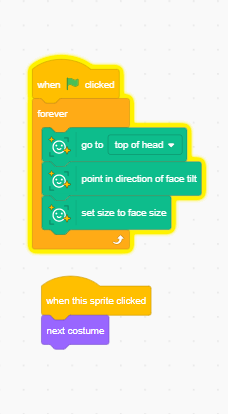 when clicked
forever
go to top of head
point in direction of face tilt
set size to face size
when this sprite clicked
next costume